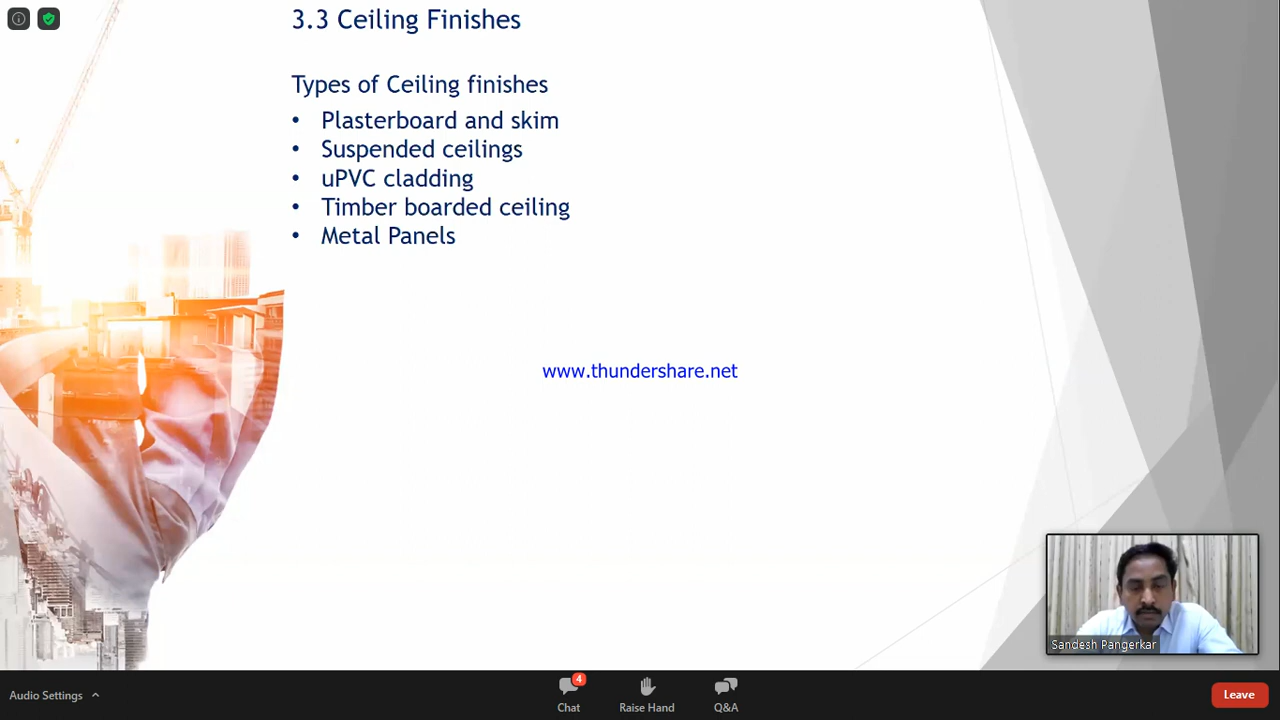 3.3 Ceiling Finishes
Types of Ceiling finishes
• Plasterboard and skim
• Suspended ceilings
• uPVC cladding
• Timber boarded ceiling
• Metal Panels
www.thundershare.net
Sandesh Pangerkar
Audio Settings
4
Chat
Raise Hand
Q&A
Leave